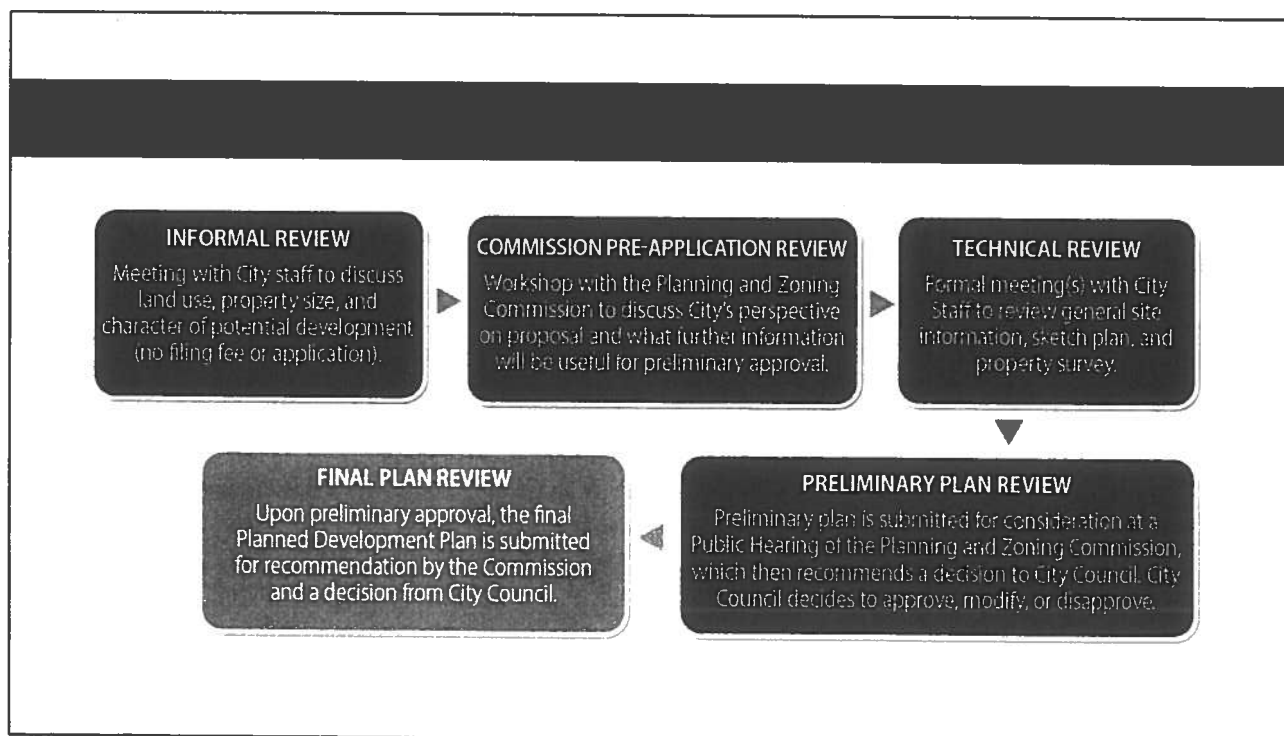 INFORMAL REVIEW
Meeting with City staff to discuss
land use, property size, and
character of potential development
(no filing fee or application).
COMMISSION PRE-APPLICATION REVIEW
Workshop with the Planning and Zoning
Commission to discuss City's perspective
on proposal and what further information
will be useful for preliminary approval.
TECHNICAL REVIEW
Formal meeting(s) with City
Staff to review general site
information, sketch plan, and
property survey.
PRELIMINARY PLAN REVIEW
Preliminary plan is submitted for consideration at a
Public Hearing of the Planning and Zoning Commission,
which then recommends a decision to City Council. City
Council decides to approve, modify, or disapprove.
FINAL PLAN REVIEW
Upon preliminary approval, the final
Planned Development Plan is submitted
for recommendation by the Commission
and a decision from City Council.